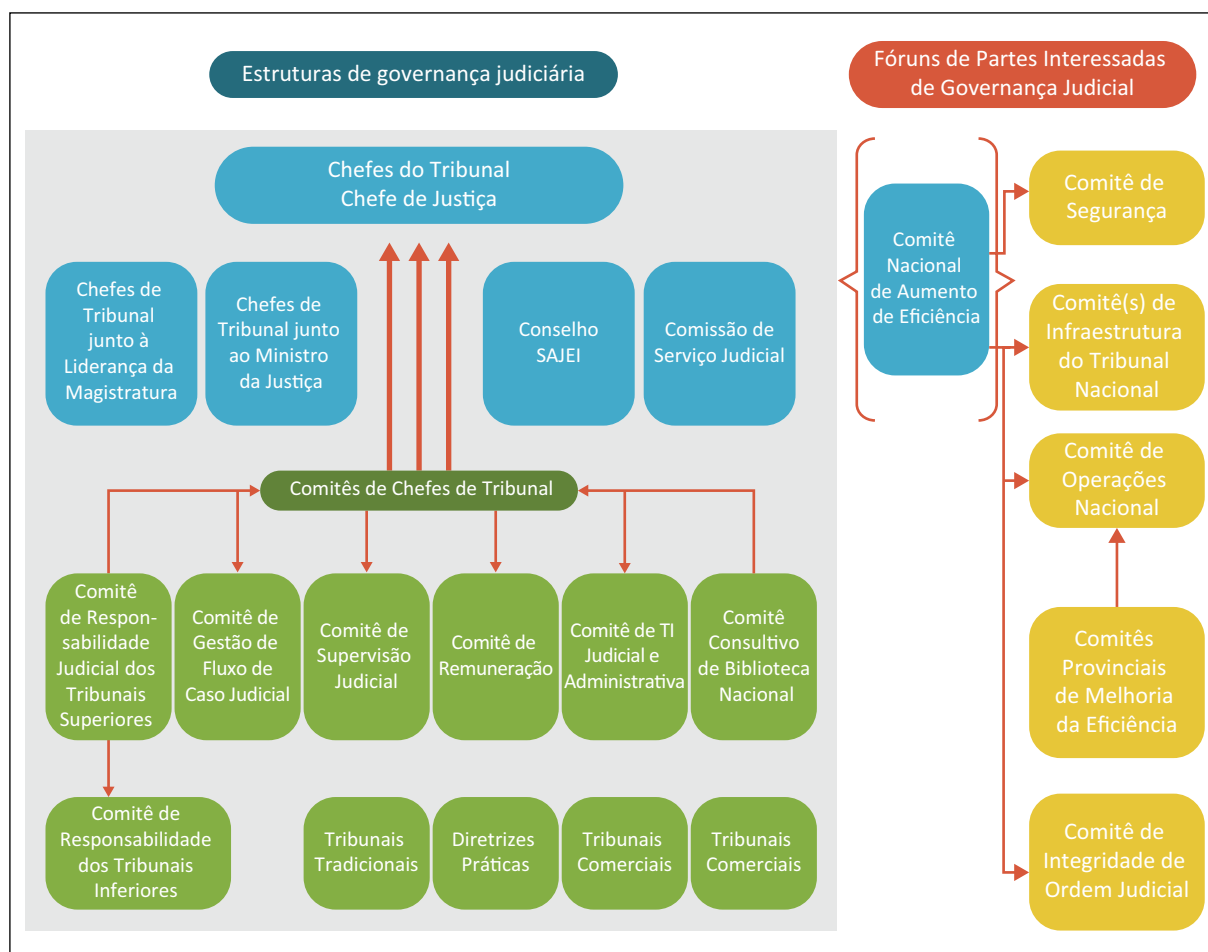 Estruturas de governança judiciária
Fóruns de Partes Interessadas
de Governança Judicial
Chefes do Tribunal
Chefe de Justiça
Chefes de
Tribunal
junto à
Liderança da
Magistratura
Chefes de
Tribunal junto
ao Ministro
da Justiça
Conselho
SAJEI
Comissão de
Serviço Judicial
Comitê
Nacional
de Aumento
de Eficiência
Comitê de
Segurança
Comitê(s) de
Infraestrutura
do Tribunal
Nacional
Comitê de
Operações
Nacional
Comitês
Provinciais
de Melhoria
da Eficiência
Comitê de
Integridade de
Ordem Judicial
Comitês de Chefes de Tribunal
Comitê
de Respon-
sabilidade
Judicial dos
Tribunais
Superiores
Comitê de
Gestão de
Fluxo de
Caso Judicial
Comitê de
Supervisão
Judicial
Comitê de
Remuneração
Comitê de TI
Judicial e
Administrativa
Comitê
Consultivo
de Biblioteca
Nacional
Comitê de
Responsabilidade
dos Tribunais
Inferiores
Tribunais
Tradicionais
Diretrizes
Práticas
Tribunais
Comerciais
Tribunais
Comerciais